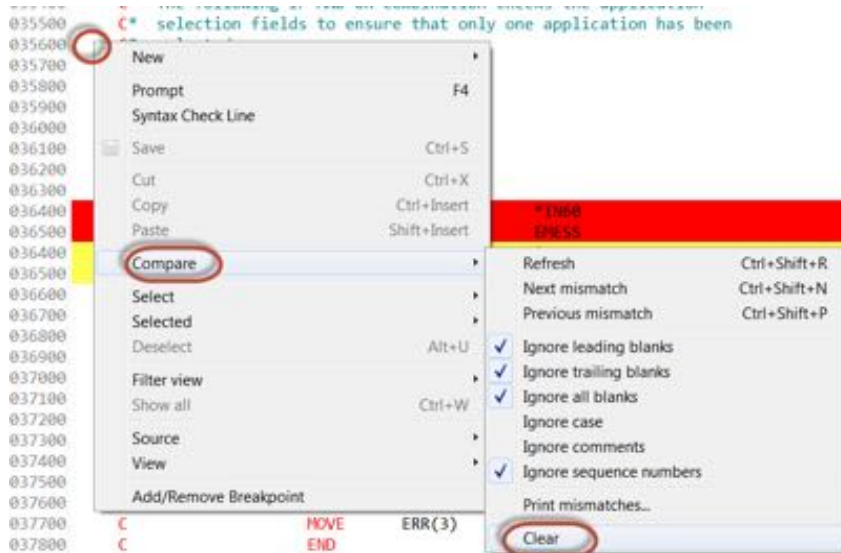 035500 C* selection fields to ensure that only one application has been
035600
035700
035800
035900
036000
036100
036200
036300
036400 *IN60
036500 EMESS
036400
036500
036600
036700
036800
036900
037000
037100
037200
037300
037400
037500
037600
037700 C MOVE ERR(3)
037800 C END
New
Prompt F4
Syntax Check Line
Save Ctrl+S
Cut Ctrl+X
Copy Ctrl+Insert
Paste Shift+Insert
Compare
Select
Selected
Deselect Alt+U
Filter view
Show all Ctrl+W
Source
View
Add/Remove Breakpoint
Refresh Ctrl+Shift+R
Next mismatch Ctrl+Shift+N
Previous mismatch Ctrl+Shift+P
Ignore leading blanks
Ignore trailing blanks
Ignore all blanks
Ignore case
Ignore comments
Ignore sequence numbers
Print mismatches...
Clear